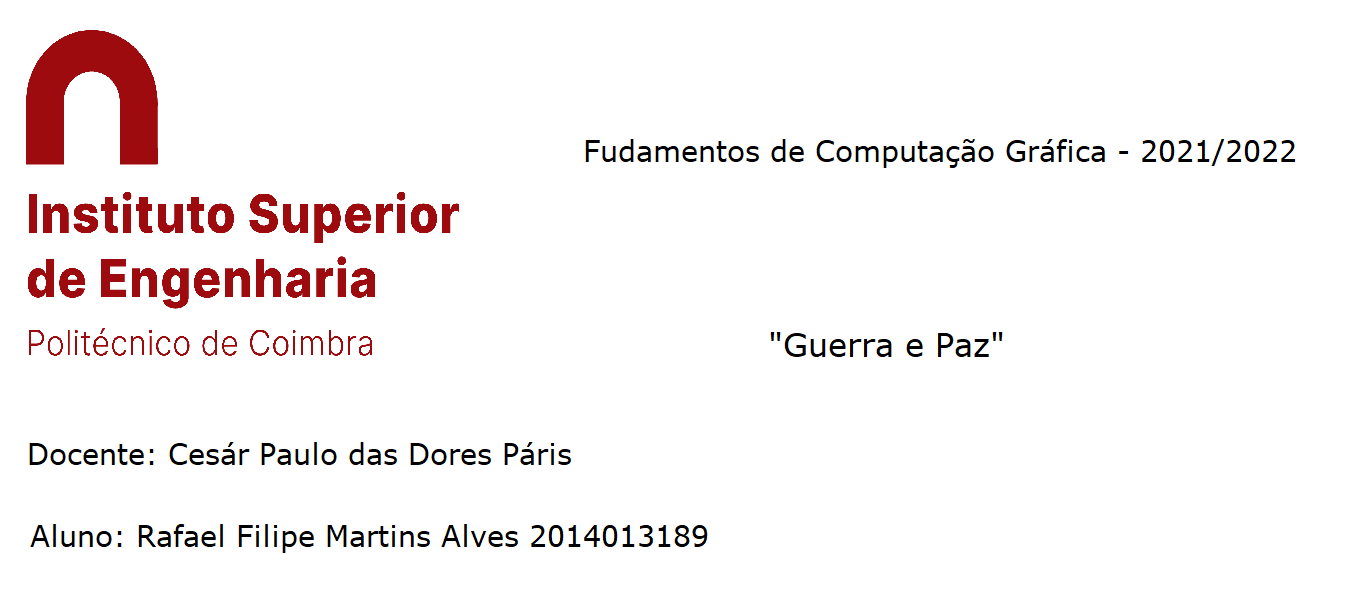 Fudamentos de Computação Gráfica - 2021/2022
Instituto Superior
de Engenharia
Politécnico de Coimbra
"Guerra e Paz"
Docente: Cesár Paulo das Dores Páris
Aluno: Rafael Filipe Martins Alves 2014013189